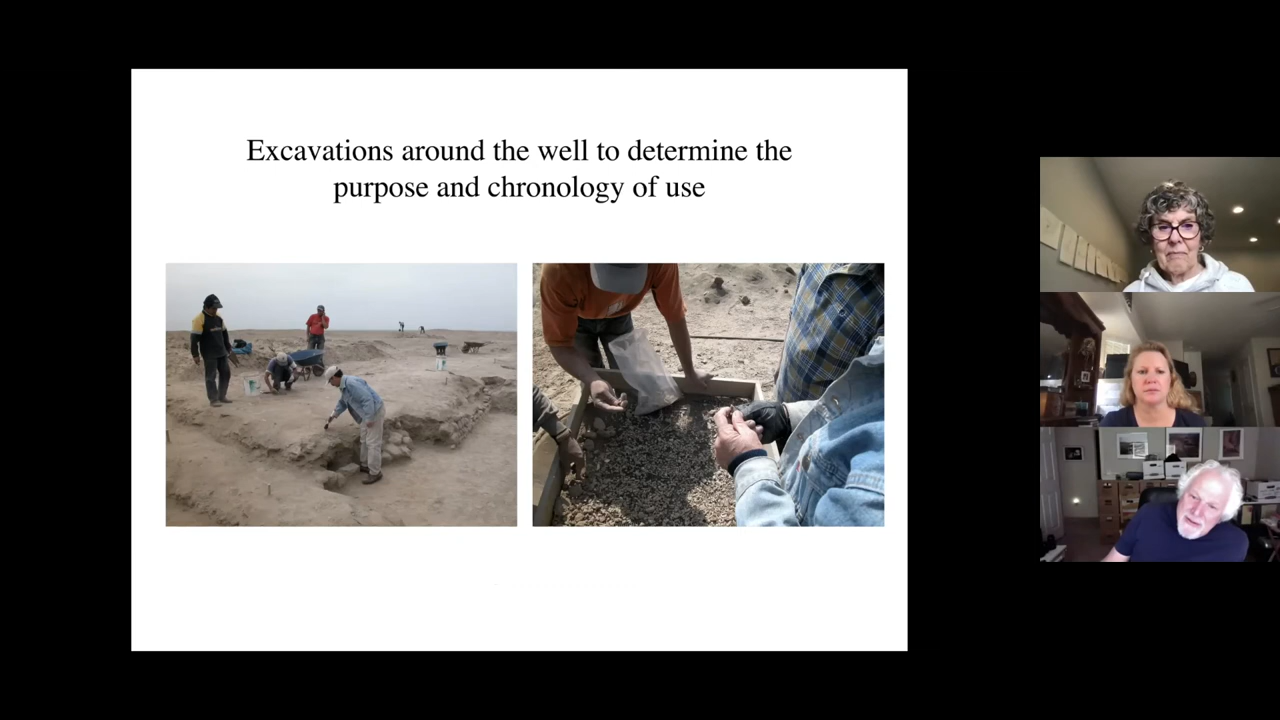 Excavations around the well to determine the
purpose and chronology of use